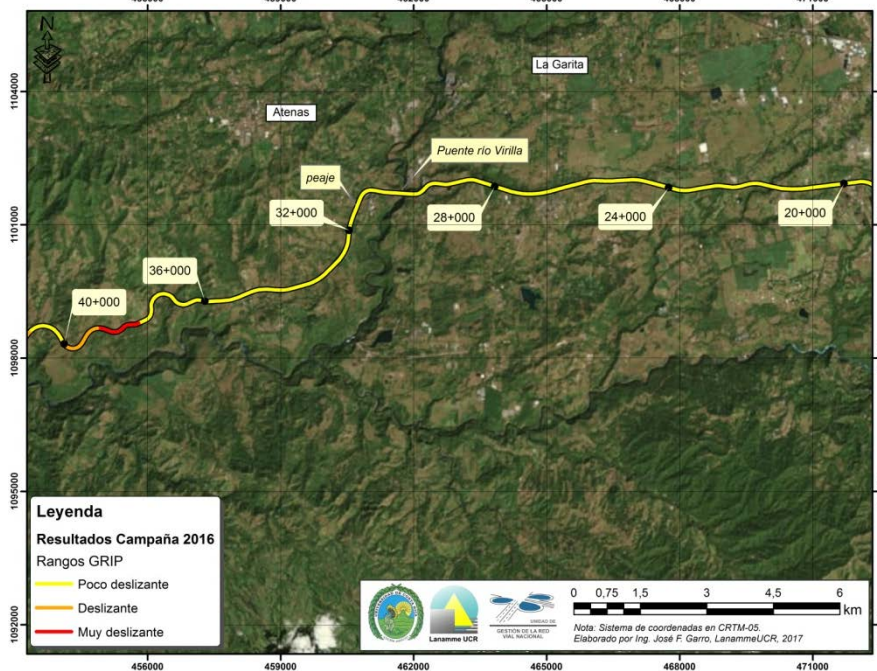 N
La Garita
Atenas
Puente río Virilla
peaje
32+000
28+000
24+000
20+000
36+000
40+000
1104000
1101000
1098000
1095000
1092000
Leyenda
Resultados Campaña 2016
Rangos GRIP
Poco deslizante
Deslizante
Muy deslizante
Lanamme UCR
UNIDAD DE
GESTIÓN DE LA RED
VIAL NACIONAL
0 0,75 1,5 3 4,5 6
km
Nota: Sistema de coordenadas en CRTM-05.
Elaborado por Ing. José F. Garro, LanammeUCR, 2017
456000 459000 462000 465000 468000 471000